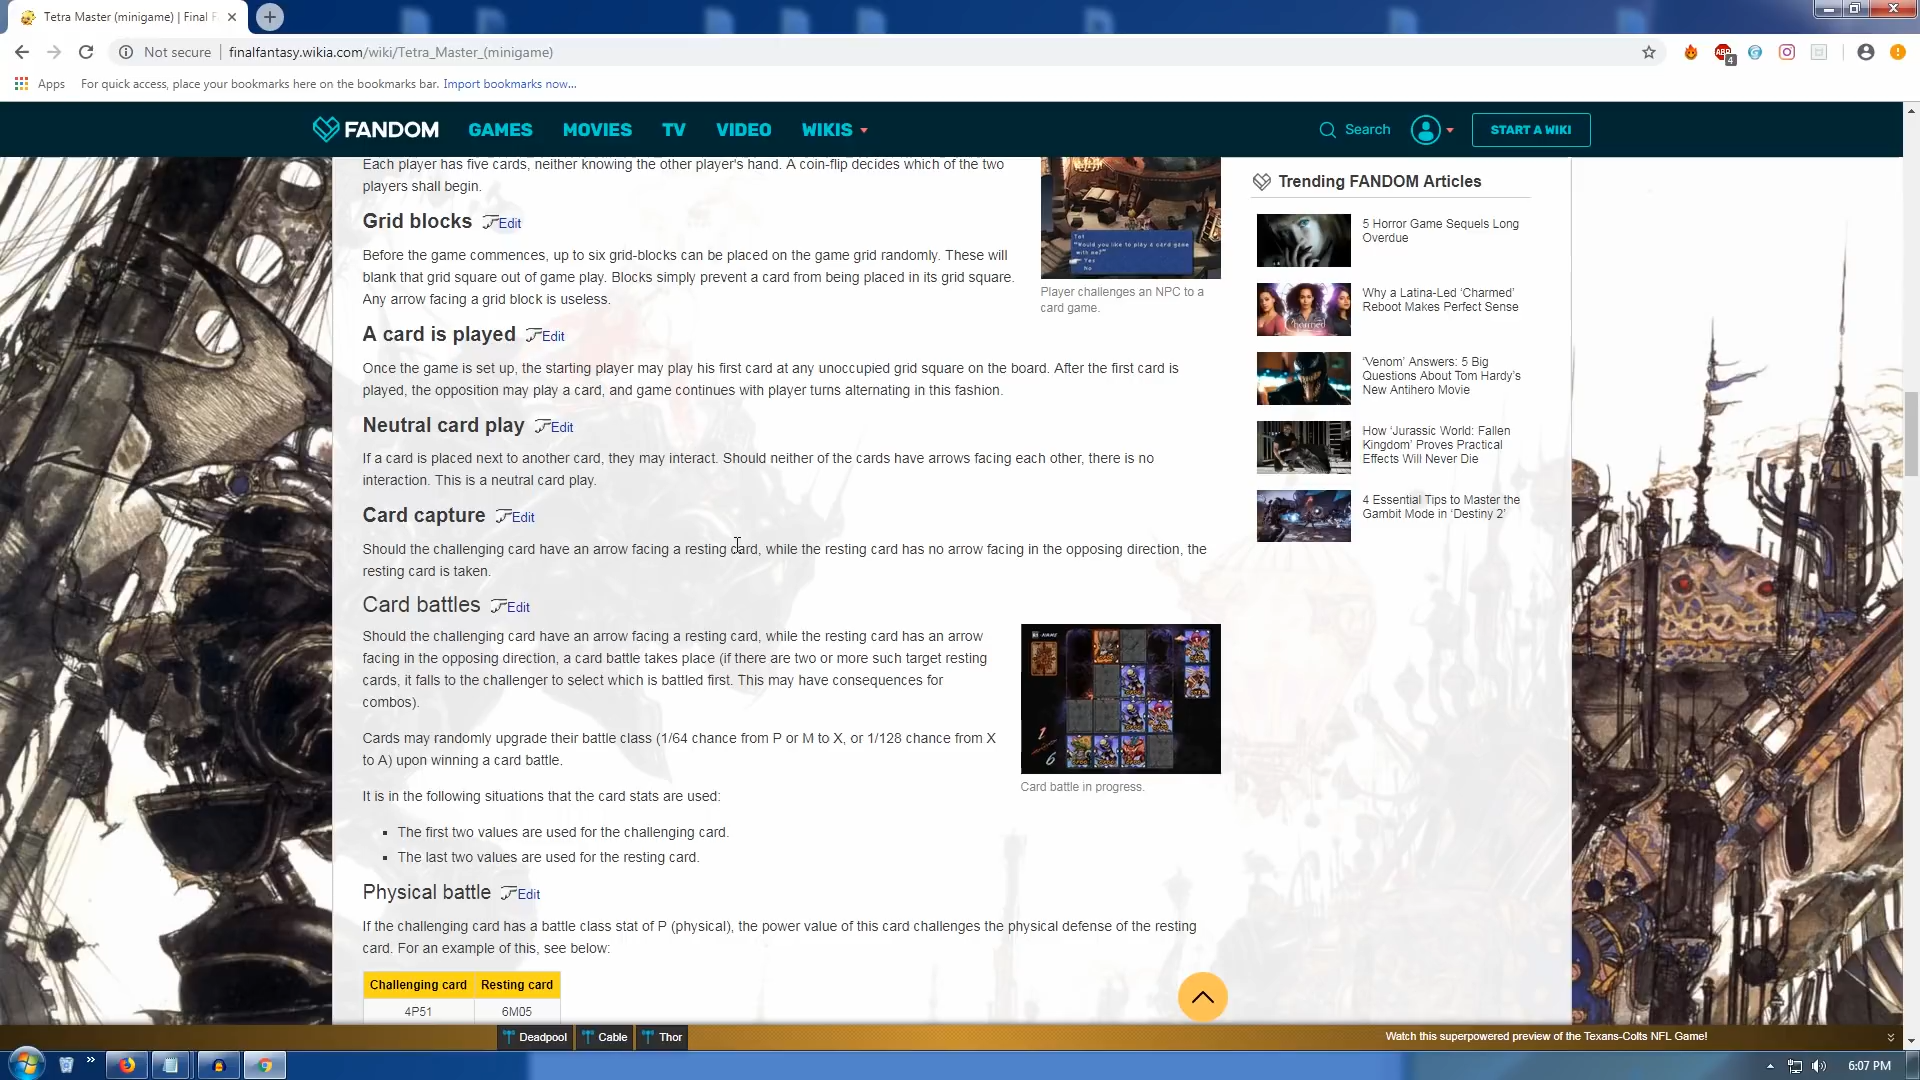 Tetra Master (minigame) | Final F
Not secure | finalfantasy.wikia.com/wiki/Tetra_Master_(minigame)
ABP
4
Apps For quick access, place your bookmarks here on the bookmarks bar. Import bookmarks now...
FANDOM GAMES MOVIES TV VIDEO WIKIS Search START A WIKI
Each player has five cards, neither knowing the other player's hand. A coin-flip decides which of the two
players shall begin.
Grid blocks Edit
Before the game commences, up to six grid-blocks can be placed on the game grid randomly. These will
blank that grid square out of game play. Blocks simply prevent a card from being placed in its grid square.
Any arrow facing a grid block is useless.
"Would you like to play a card game
with me?"
Yes
No
Player challenges an NPC to a
card game.
A card is played Edit
Once the game is set up, the starting player may play his first card at any unoccupied grid square on the board. After the first card is
played, the opposition may play a card, and game continues with player turns alternating in this fashion.
Neutral card play Edit
If a card is placed next to another card, they may interact. Should neither of the cards have arrows facing each other, there is no
interaction. This is a neutral card play.
Card capture Edit
Should the challenging card have an arrow facing a resting card, while the resting card has no arrow facing in the opposing direction, the
resting card is taken.
Card battles Edit
Should the challenging card have an arrow facing a resting card, while the resting card has an arrow
facing in the opposing direction, a card battle takes place (if there are two or more such target resting
cards, it falls to the challenger to select which is battled first. This may have consequences for
combos).
Cards may randomly upgrade their battle class (1/64 chance from P or M to X, or 1/128 chance from X
to A) upon winning a card battle.
1
6
Card battle in progress.
It is in the following situations that the card stats are used:
The first two values are used for the challenging card.
The last two values are used for the resting card.
Physical battle Edit
If the challenging card has a battle class stat of P (physical), the power value of this card challenges the physical defense of the resting
card. For an example of this, see below:
Challenging card Resting card
4P51 6M05
Trending FANDOM Articles
5 Horror Game Sequels Long
Overdue
Charmed
Why a Latina-Led ‘Charmed’
Reboot Makes Perfect Sense
‘Venom’ Answers: 5 Big
Questions About Tom Hardy’s
New Antihero Movie
How ‘Jurassic World: Fallen
Kingdom’ Proves Practical
Effects Will Never Die
4 Essential Tips to Master the
Gambit Mode in ‘Destiny 2’
Deadpool Cable Thor Watch this superpowered preview of the Texans-Colts NFL Game!
6:07 PM